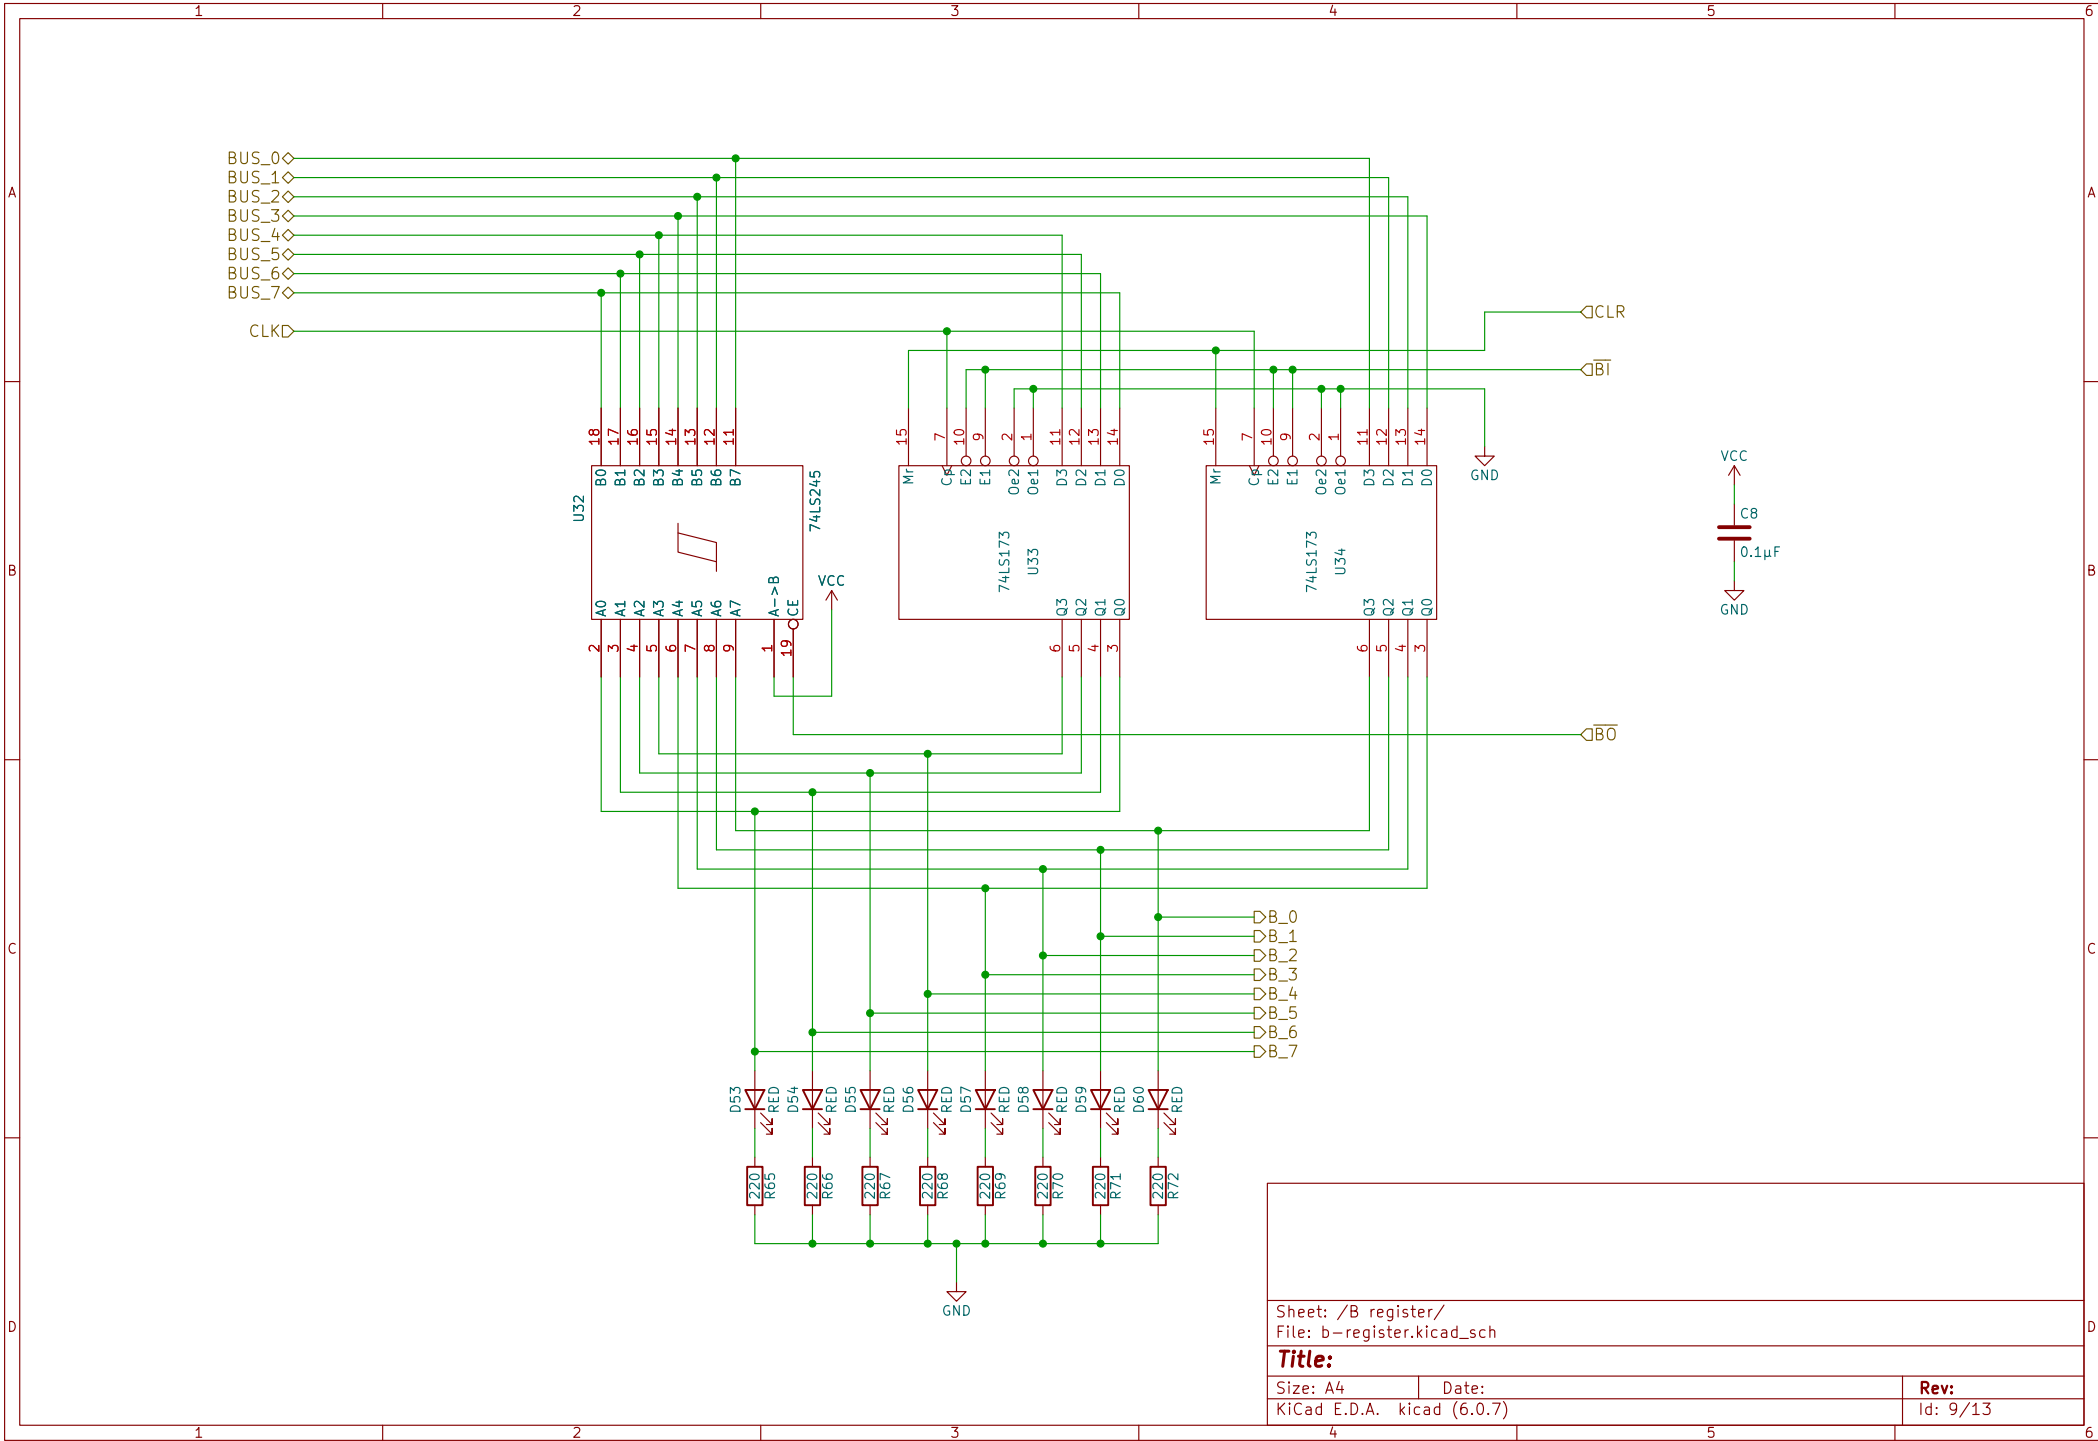 1 2 3 4 5 6
A A
B B
C C
D D
BUS_0
BUS_1
BUS_2
BUS_3
BUS_4
BUS_5
BUS_6
BUS_7
CLK
CLR
BI
18 17 16 15 14 13 12 11
B0 B1 B2 B3 B4 B5 B6 B7
U32
74LS245
A0 A1 A2 A3 A4 A5 A6 A7 A->B CE
2 3 4 5 6 7 8 9 1 19
VCC
15 7 10 9 2 1 11 12 13 14
Mr Cp E2 E1 Oe2 Oe1 D3 D2 D1 D0
74LS173
U33
Q3 Q2 Q1 Q0
6 5 4 3
15 7 10 9 2 1 11 12 13 14
Mr Cp E2 E1 Oe2 Oe1 D3 D2 D1 D0
74LS173
U34
Q3 Q2 Q1 Q0
6 5 4 3
GND
VCC
C8
0.1µF
GND
BO
B_0
B_1
B_2
B_3
B_4
B_5
B_6
B_7
D53 RED D54 RED D55 RED D56 RED D57 RED D58 RED D59 RED D60 RED
220 R65 220 R66 220 R67 220 R68 220 R69 220 R70 220 R71 220 R72
GND
Sheet: /B register/
File: b-register.kicad_sch
Title:
Size: A4 Date: Rev:
KiCad E.D.A. kicad (6.0.7) Id: 9/13
1 2 3 4 5 6